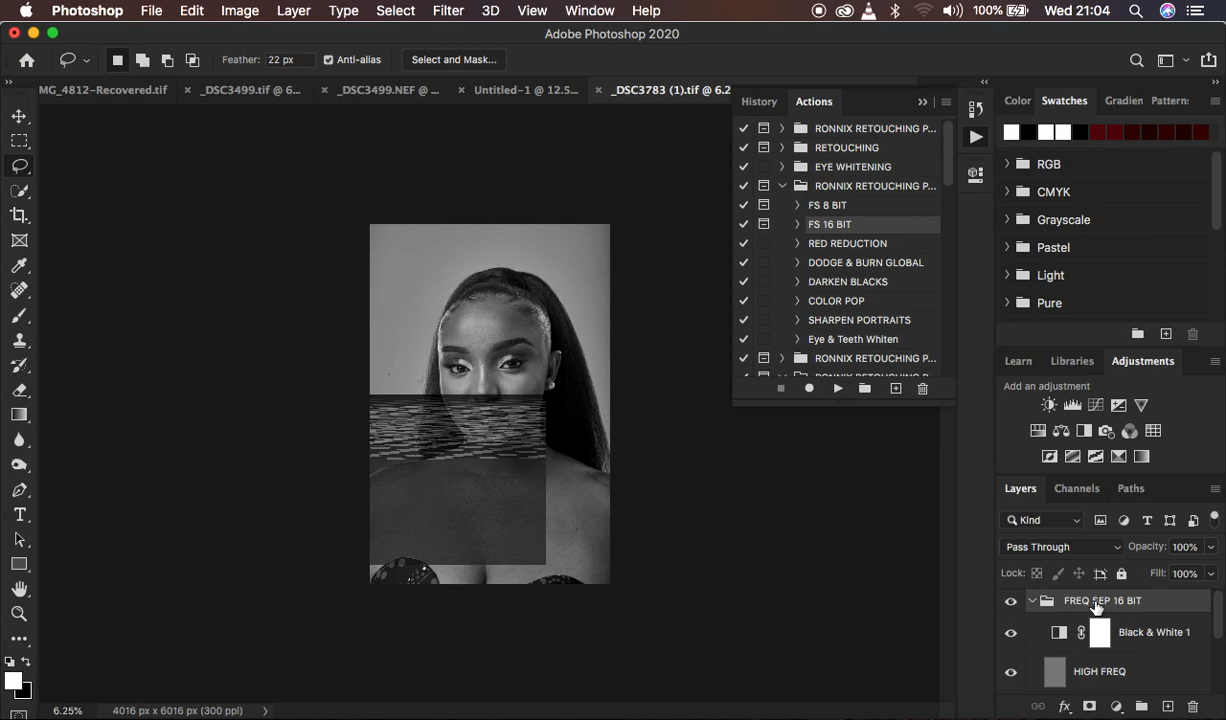 Photoshop File Edit Image Layer Type Select Filter 3D View Window Help 100% Wed 21:04
Adobe Photoshop 2020
Feather: 22 px Anti-alias Select and Mask...
MG_4812-Recovered.tif _DSC3499.tif @ 6... _DSC3499.NEF @ ... Untitled-1 @ 12.5... _DSC3783 (1).tif @ 6.2
History Actions
RONNIX RETOUCHING P...
RETOUCHING
EYE WHITENING
RONNIX RETOUCHING P...
FS 8 BIT
FS 16 BIT
RED REDUCTION
DODGE & BURN GLOBAL
DARKEN BLACKS
COLOR POP
SHARPEN PORTRAITS
Eye & Teeth Whiten
RONNIX RETOUCHING P...
Color Swatches Gradien Patterns
RGB
CMYK
Grayscale
Pastel
Light
Pure
Learn Libraries Adjustments
Add an adjustment
Layers Channels Paths
Kind
Pass Through Opacity: 100%
Lock: Fill: 100%
FREQ SEP 16 BIT
Black & White 1
HIGH FREQ
6.25% 4016 px x 6016 px (300 ppi)